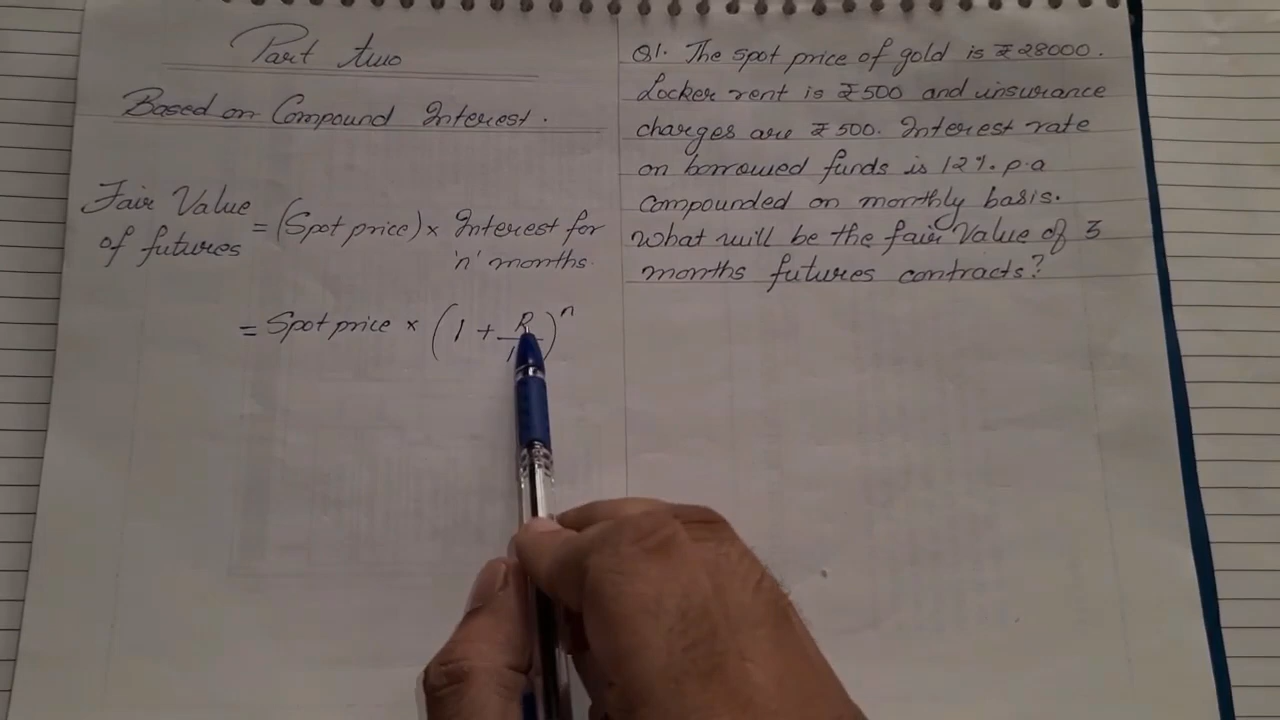 Part two
Based on Compound Interest.
Fair Value of futures = (Spot price) × Interest for 'n' months.
= Spot price × (1 + R/1)^n
Q1. The spot price of gold is ₹28000.
Locker rent is ₹500 and insurance
charges are ₹500. Interest rate
on borrowed funds is 12%. p.a
compounded on monthly basis.
What will be the fair value of 3
months futures contracts?